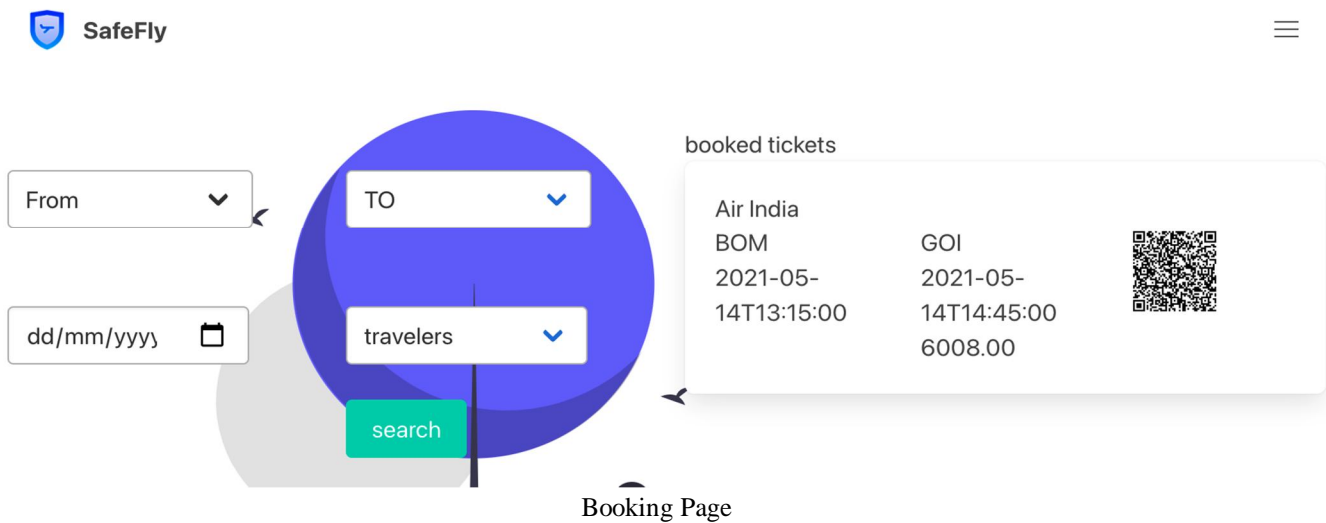 SafeFly
booked tickets
From
TO
Air India
BOM
GOI
2021-05-
2021-05-
14T13:15:00
14T14:45:00
6008.00
dd/mm/yyyy
travelers
search
Booking Page